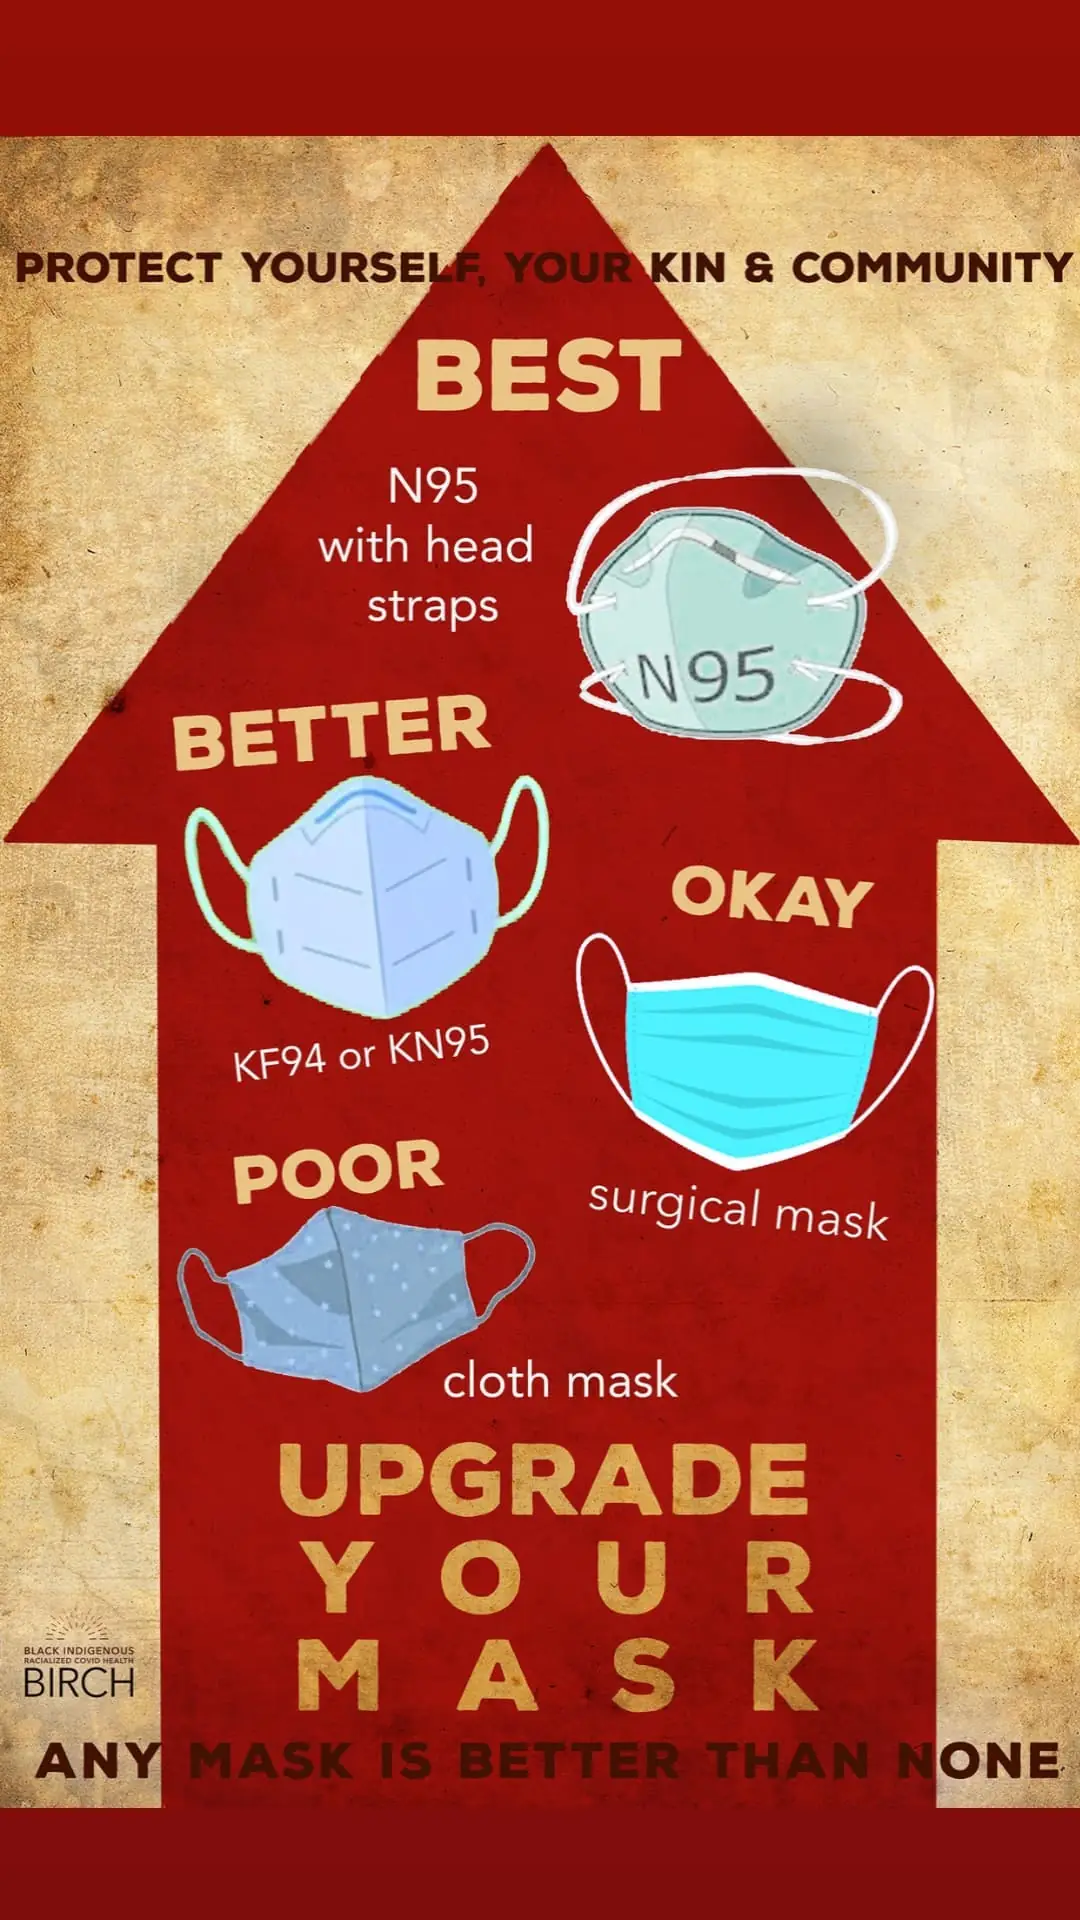 PROTECT YOURSELF, YOUR KIN & COMMUNITY
BEST
N95
with head
straps
N95
BETTER
KF94 or KN95
OKAY
surgical mask
POOR
cloth mask
UPGRADE
YOUR
MASK
BLACK INDIGENOUS
RACIALIZED COVID HEALTH
BIRCH
ANY MASK IS BETTER THAN NONE